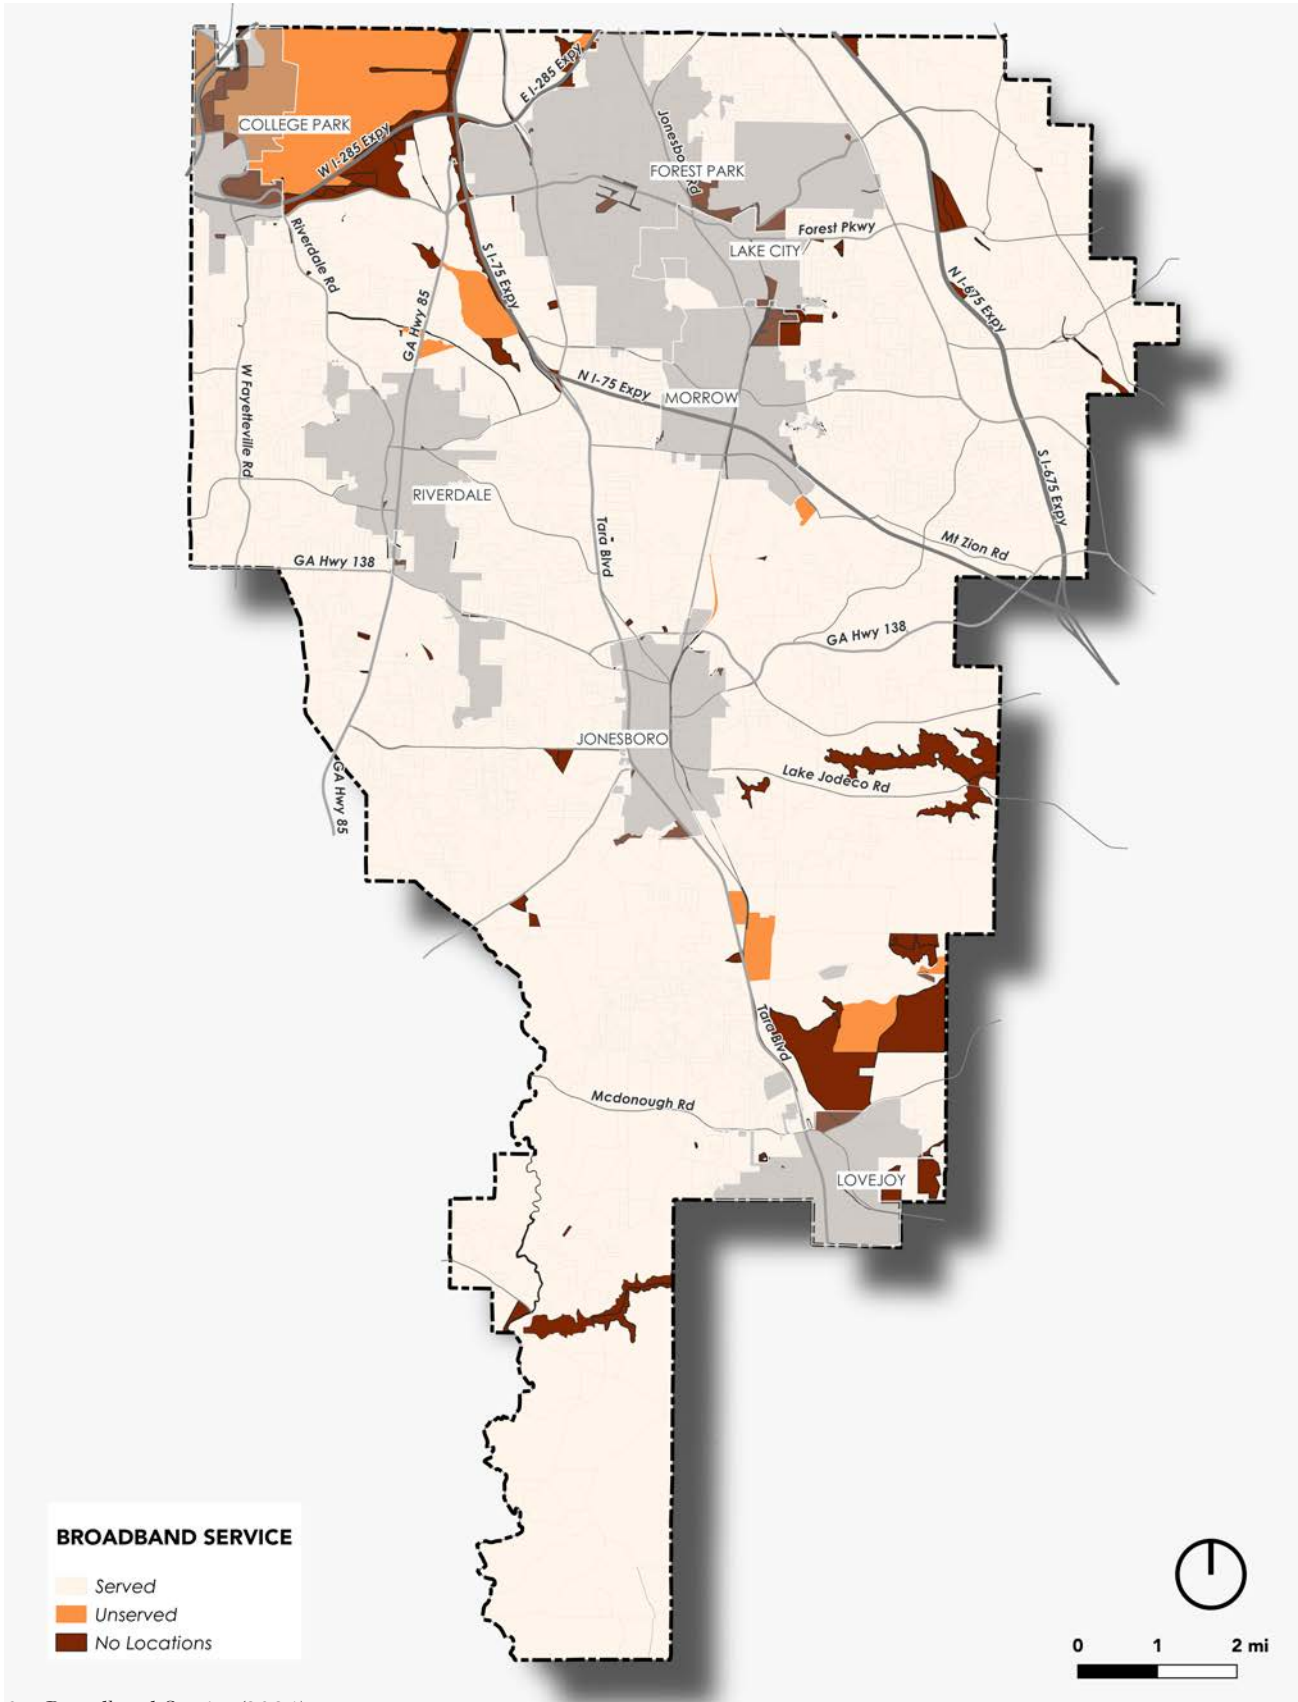 COLLEGE PARK
W I-285 Expy
E I-285 Expy
Jonesboro Rd
FOREST PARK
Forest Pkwy
LAKE CITY
Riverdale Rd
S I-75 Expy
GA Hwy 85
N I-675 Expy
W Fayetteville Rd
N I-75 Expy
MORROW
S I-675 Expy
RIVERDALE
Tara Blvd
Mt Zion Rd
GA Hwy 138
GA Hwy 138
JONESBORO
GA Hwy 85
Lake Jodeco Rd
Tara Blvd
Mcdonough Rd
LOVEJOY
BROADBAND SERVICE
Served
Unserved
No Locations
0 1 2 mi